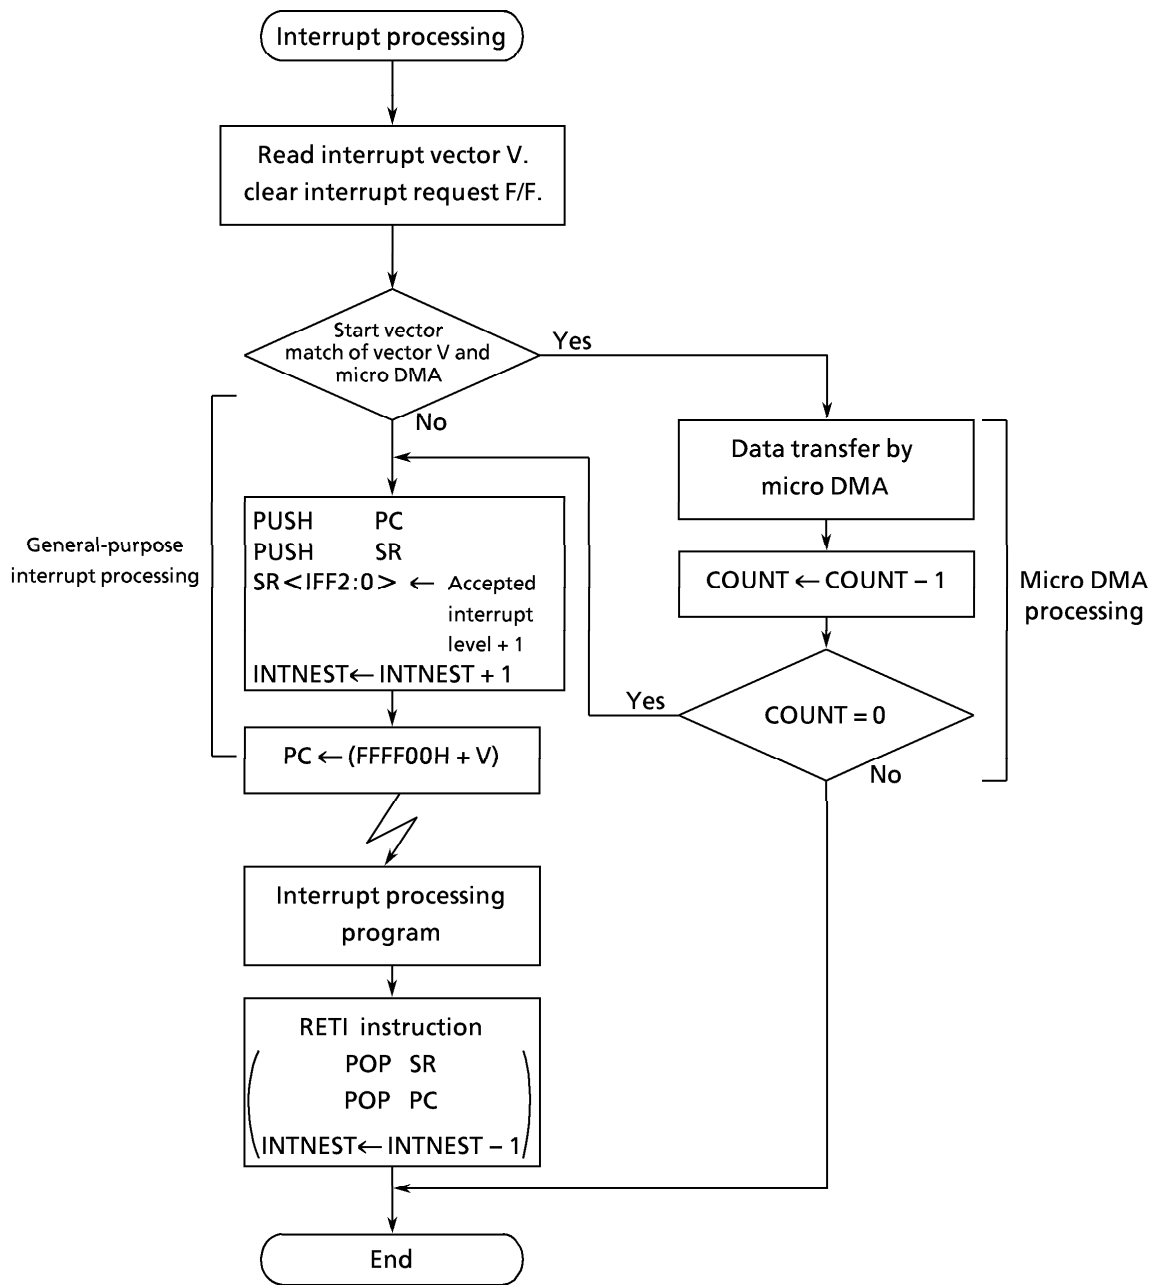 Interrupt processing
Read interrupt vector V.
clear interrupt request F/F.
Start vector
match of vector V and
micro DMA
Yes
No
Data transfer by
micro DMA
COUNT ← COUNT – 1
COUNT = 0
Yes
No
Micro DMA
processing
General-purpose
interrupt processing
PUSH PC
PUSH SR
SR<IFF2:0> ← Accepted
interrupt
level + 1
INTNEST← INTNEST + 1
PC ← (FFFF00H + V)
Interrupt processing
program
RETI instruction
POP SR
POP PC
INTNEST← INTNEST – 1
End